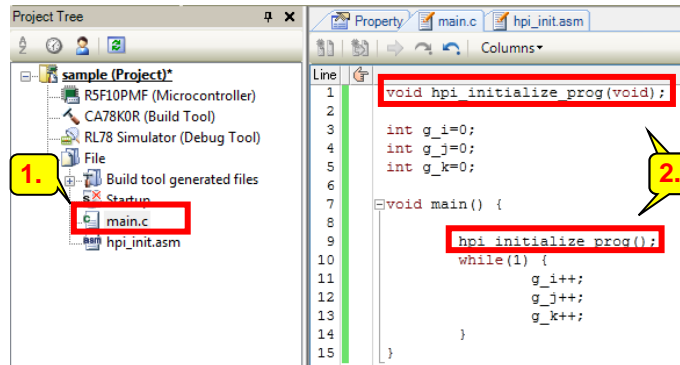 Project Tree
sample (Project)*
R5F10PMF (Microcontroller)
CA78K0R (Build Tool)
RL78 Simulator (Debug Tool)
File
Build tool generated files
Startup
main.c
hpi_init.asm
1.
Property
main.c
hpi_init.asm
Columns
Line
1 void hpi_initialize_prog(void);
2
3 int g_i=0;
4 int g_j=0;
5 int g_k=0;
6
7 void main() {
8
9 hpi_initialize_prog();
10 while(1) {
11 g_i++;
12 g_j++;
13 g_k++;
14 }
15 }
2.